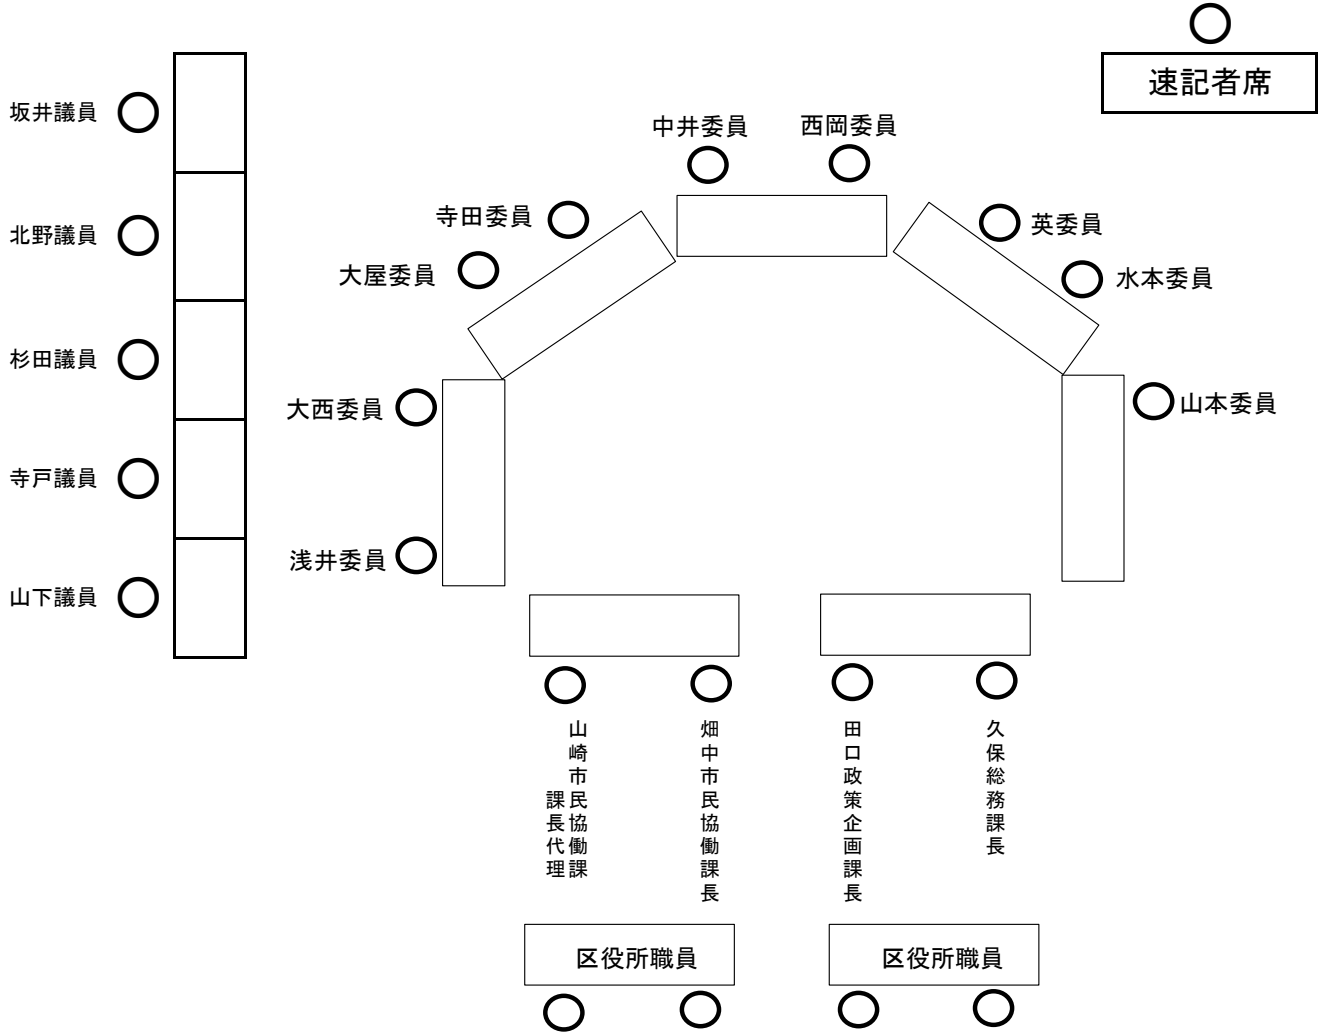 速記者席
坂井議員
北野議員
杉田議員
寺戸議員
山下議員
中井委員
西岡委員
寺田委員
大屋委員
英委員
水本委員
大西委員
山本委員
浅井委員
山崎市民協働課
課長代理
畑中市民協働課長
田口政策企画課長
久保総務課長
区役所職員
区役所職員